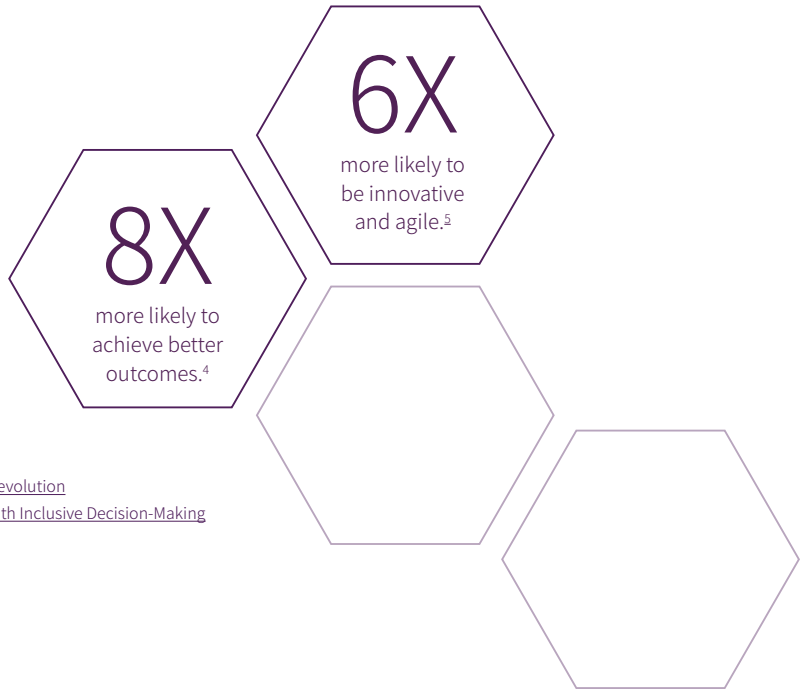 6X
more likely to
be innovative
and agile.5
8X
more likely to
achieve better
outcomes.4
evolution
th Inclusive Decision-Making